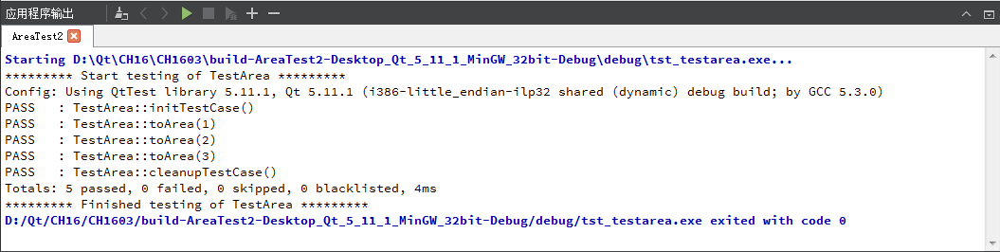 应用程序输出
AreaTest2
Starting D:\Qt\CH16\CH1603\build-AreaTest2-Desktop_Qt_5_11_1_MinGW_32bit-Debug\debug\tst_testarea.exe...
********* Start testing of TestArea *********
Config: Using QtTest library 5.11.1, Qt 5.11.1 (i386-little_endian-ilp32 shared (dynamic) debug build; by GCC 5.3.0)
PASS   : TestArea::initTestCase()
PASS   : TestArea::toArea(1)
PASS   : TestArea::toArea(2)
PASS   : TestArea::toArea(3)
PASS   : TestArea::cleanupTestCase()
Totals: 5 passed, 0 failed, 0 skipped, 0 blacklisted, 4ms
********* Finished testing of TestArea *********
D:/Qt/CH16/CH1603/build-AreaTest2-Desktop_Qt_5_11_1_MinGW_32bit-Debug/debug/tst_testarea.exe exited with code 0